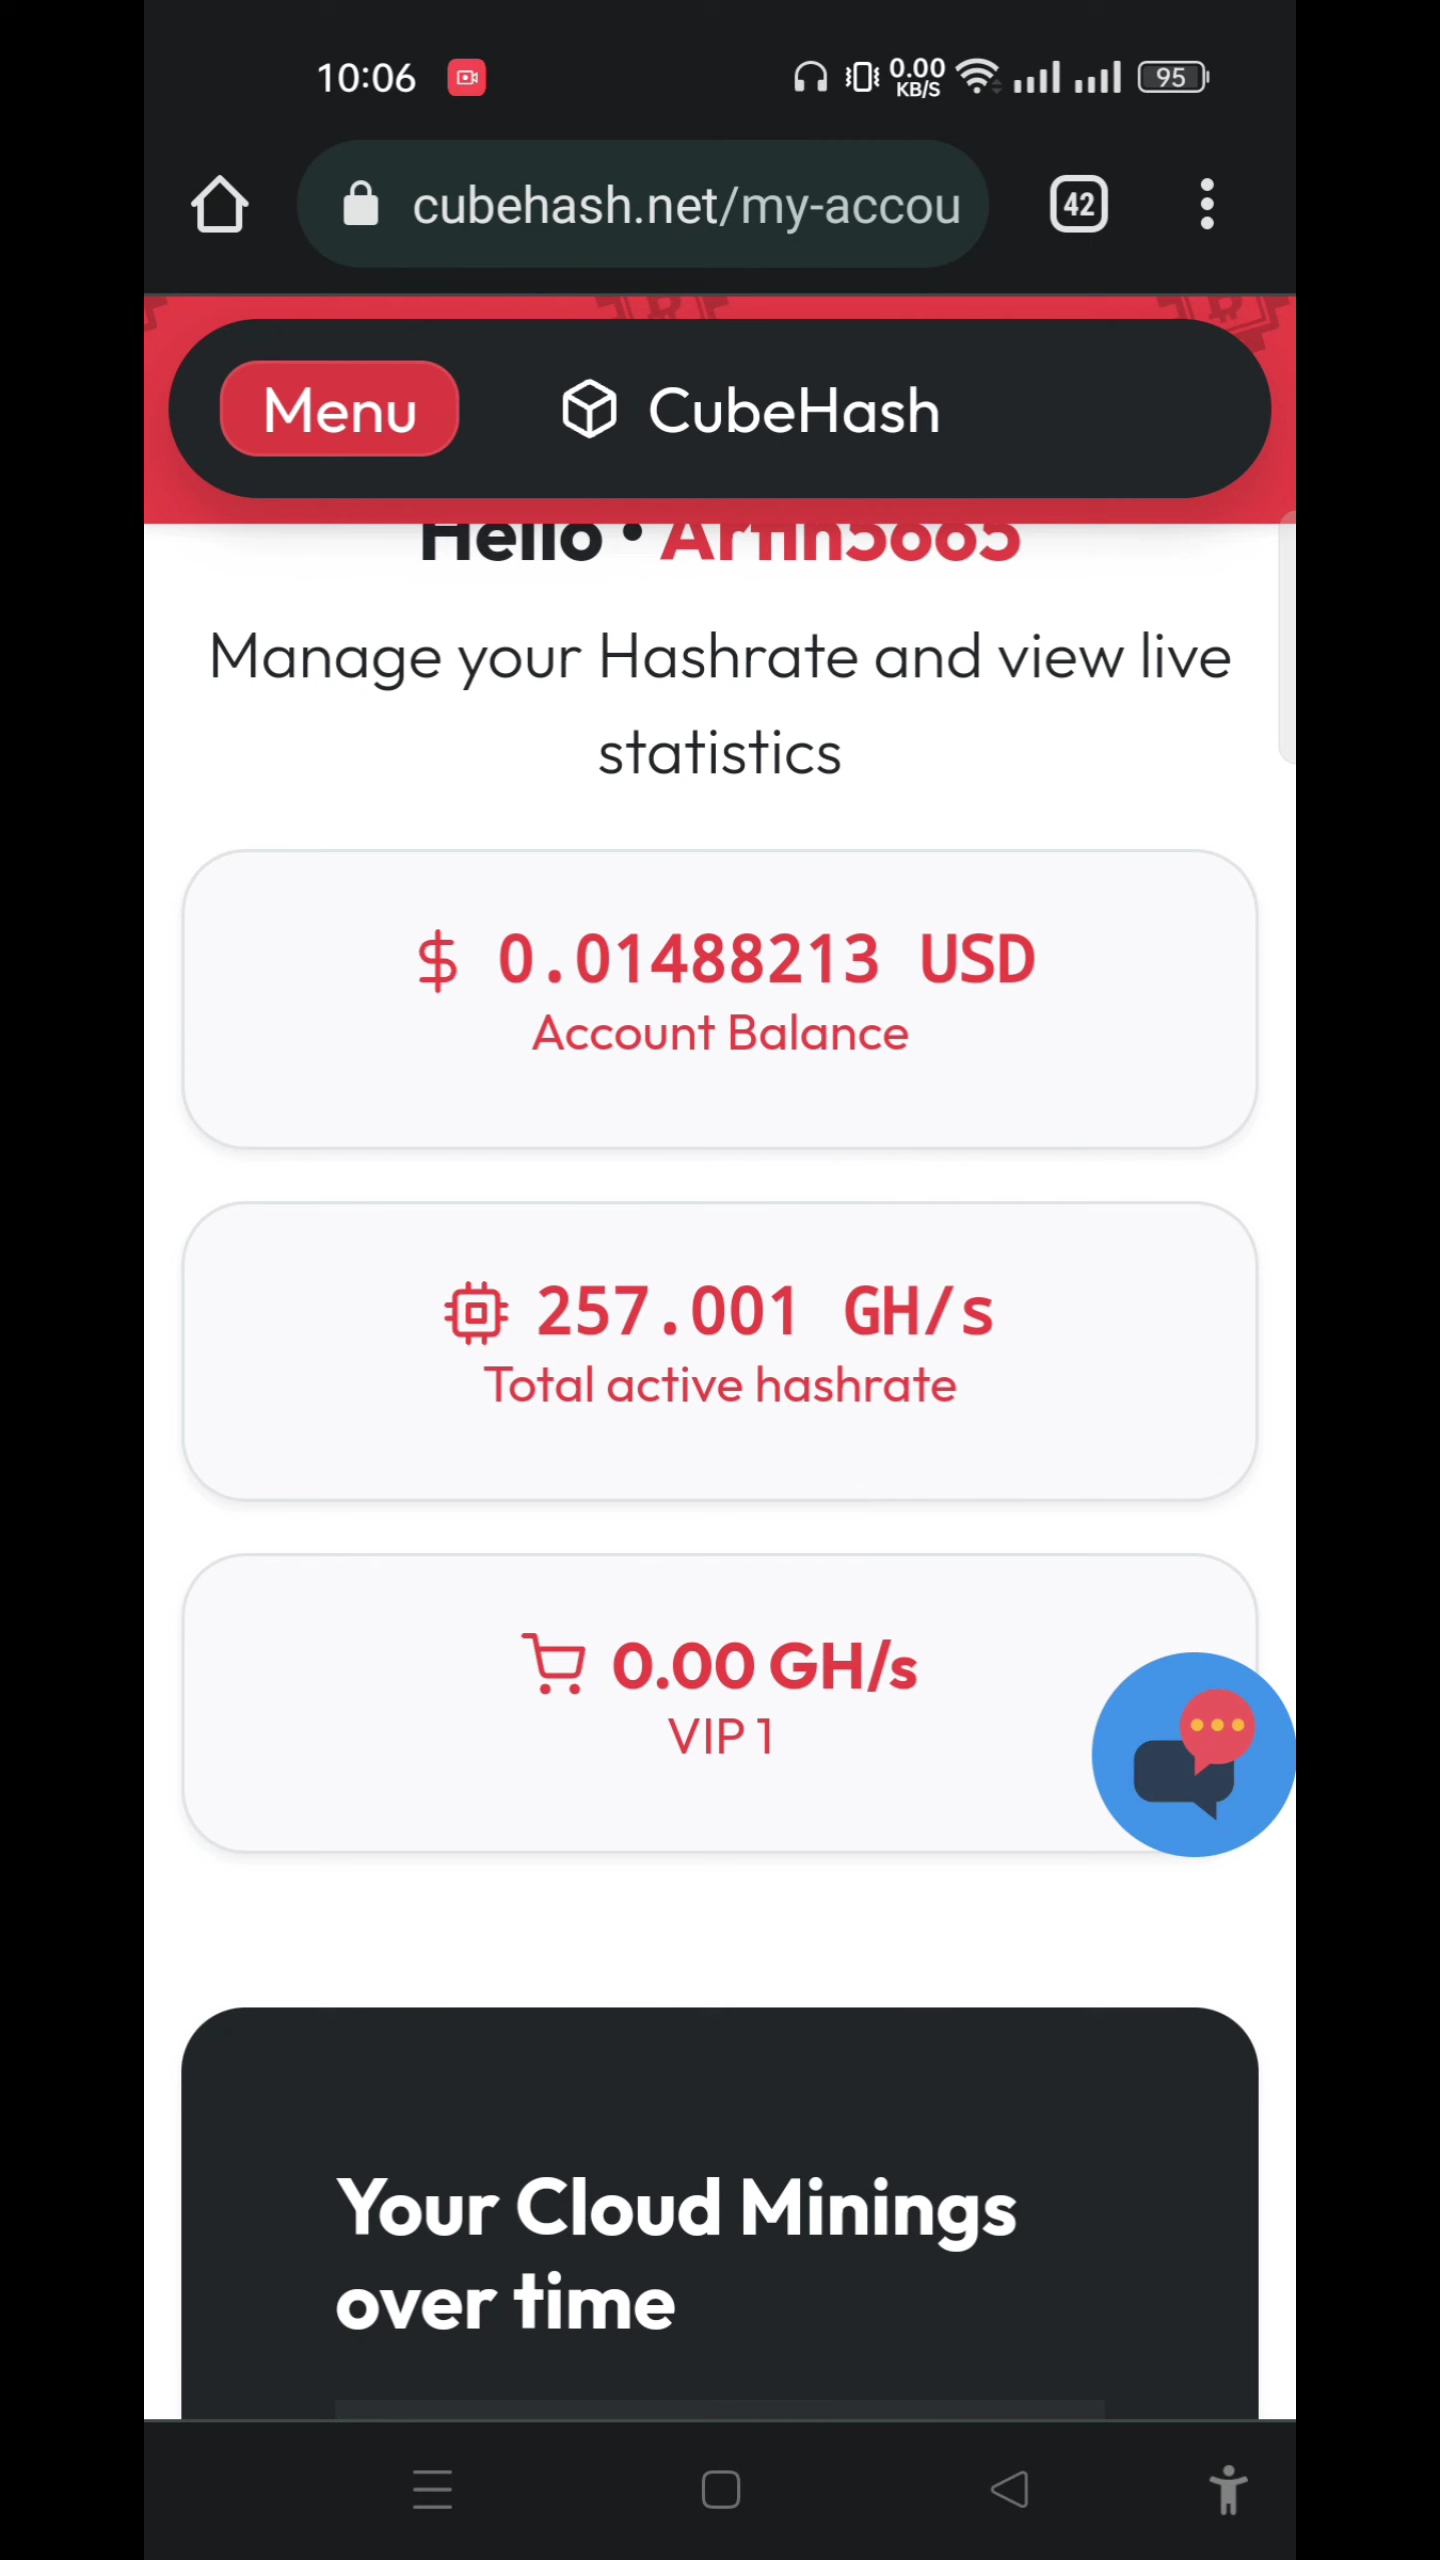 10:06
0.00
KB/S
95
cubehash.net/my-accou
42
Menu
CubeHash
Hello • Arfin5665
Manage your Hashrate and view live
statistics
$ 0.01488213 USD
Account Balance
257.001 GH/s
Total active hashrate
0.00 GH/s
VIP 1
Your Cloud Minings
over time